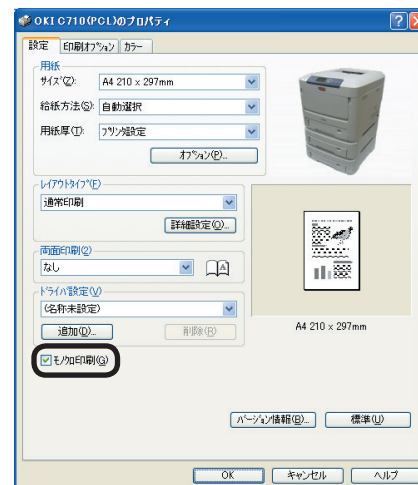 OKI C710(PCL)のプロパティ
設定 印刷オプション カラー
用紙
サイズ(Z): A4 210 x 297mm
給紙方法(S): 自動選択
用紙厚(T): プリンタ設定
オプション(P)...
レイアウトタイプ(E)
通常印刷
詳細設定(O)...
両面印刷(2)
なし
A
ドライバ設定(V)
(名称未設定)
追加(D)... 削除(R)
A4 210 x 297mm
モノクロ印刷(G)
バージョン情報(B)... 標準(U)
OK キャンセル ヘルプ